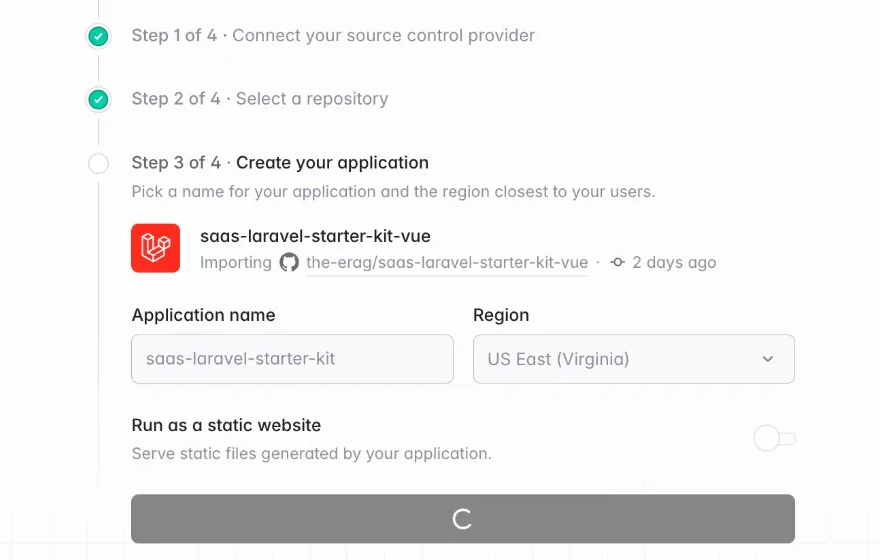 Step 1 of 4 · Connect your source control provider
Step 2 of 4 · Select a repository
Step 3 of 4 · Create your application
Pick a name for your application and the region closest to your users.
saas-laravel-starter-kit-vue
Importing the-erag/saas-laravel-starter-kit-vue · 2 days ago
Application name
Region
saas-laravel-starter-kit
US East (Virginia)
Run as a static website
Serve static files generated by your application.